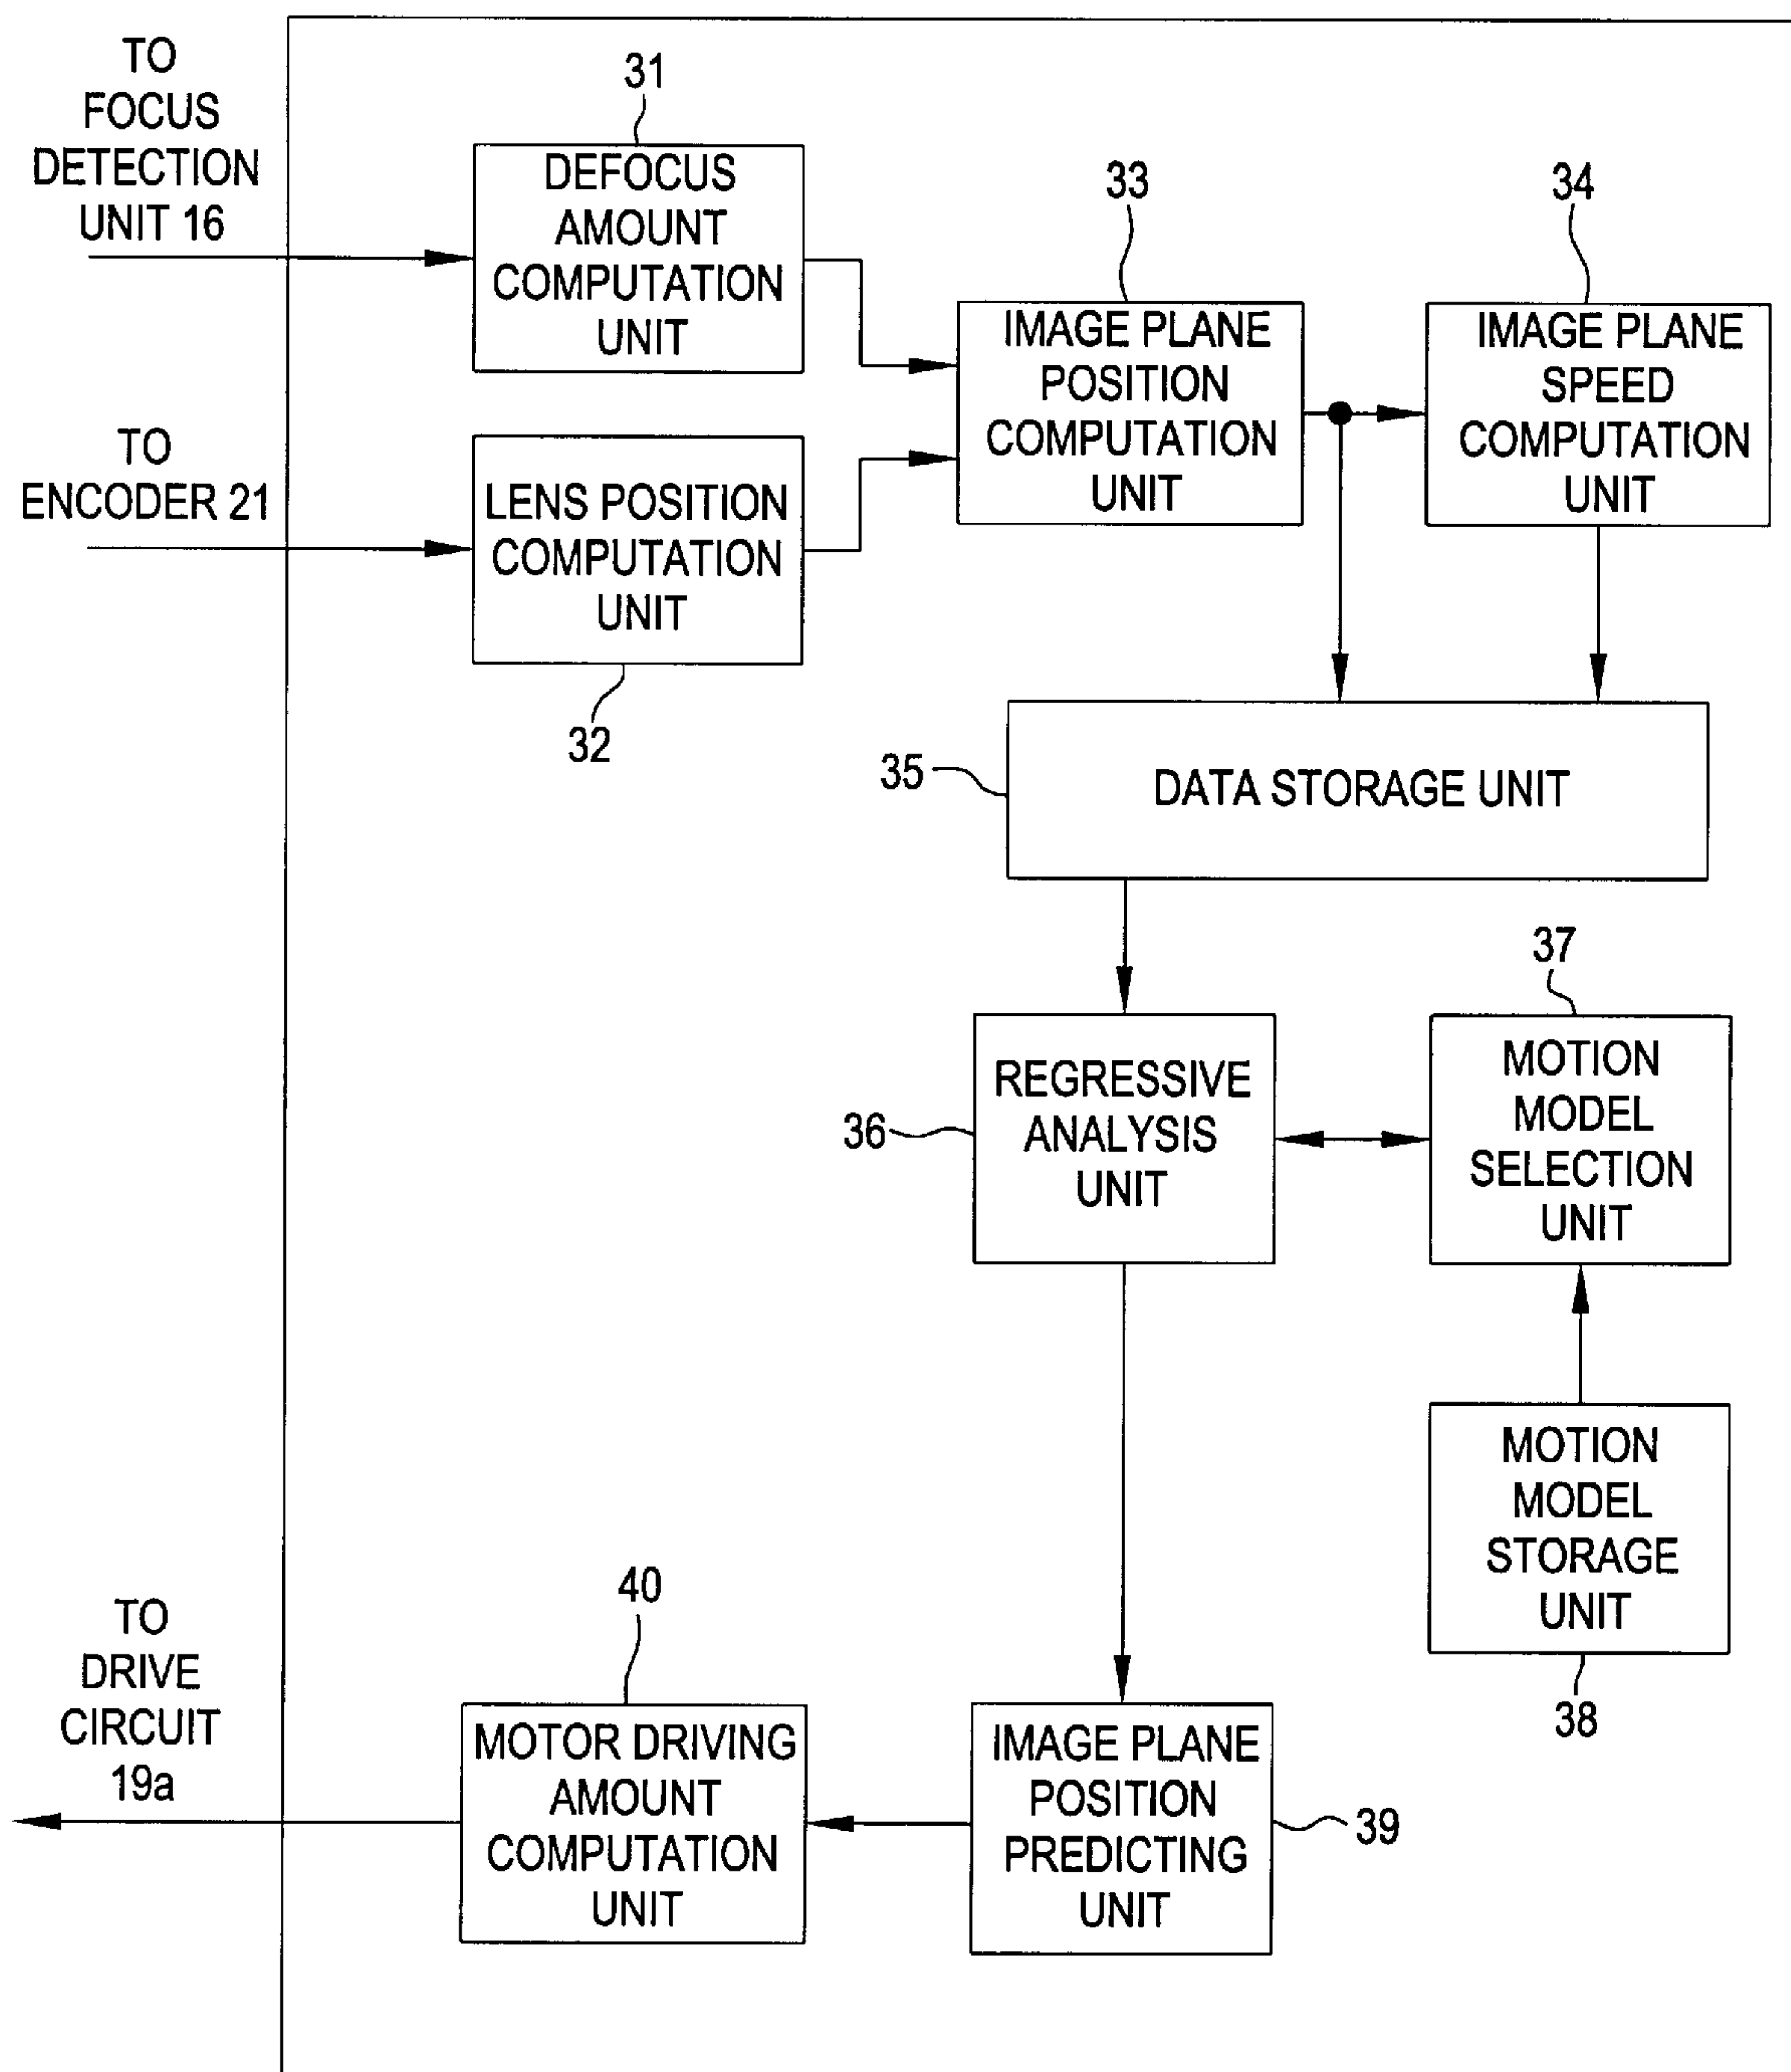 TO
FOCUS
DETECTION
UNIT 16
31
DEFOCUS
AMOUNT
COMPUTATION
UNIT
33
IMAGE PLANE
POSITION
COMPUTATION
UNIT
34
IMAGE PLANE
SPEED
COMPUTATION
UNIT
TO
ENCODER 21
LENS POSITION
COMPUTATION
UNIT
32
35
DATA STORAGE UNIT
36
REGRESSIVE
ANALYSIS
UNIT
37
MOTION
MODEL
SELECTION
UNIT
MOTION
MODEL
STORAGE
UNIT
38
TO
DRIVE
CIRCUIT
19a
40
MOTOR DRIVING
AMOUNT
COMPUTATION
UNIT
IMAGE PLANE
POSITION
PREDICTING
UNIT
39